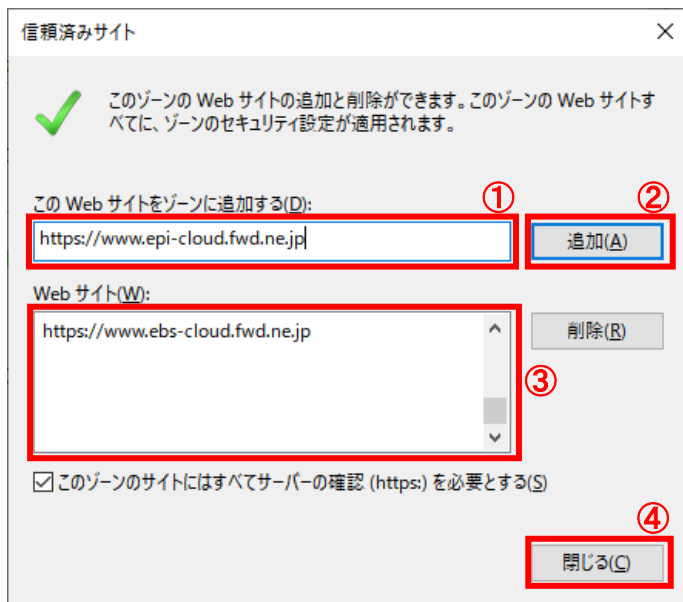 信頼済みサイト
このゾーンの Web サイトの追加と削除ができます。このゾーンの Web サイトす
べてに、ゾーンのセキュリティ設定が適用されます。
この Web サイトをゾーンに追加する(D):
①
②
https://www.epi-cloud.fwd.ne.jp
追加(A)
Web サイト(W):
https://www.ebs-cloud.fwd.ne.jp
削除(R)
③
このゾーンのサイトにはすべてサーバーの確認 (https:) を必要とする(S)
④
閉じる(C)